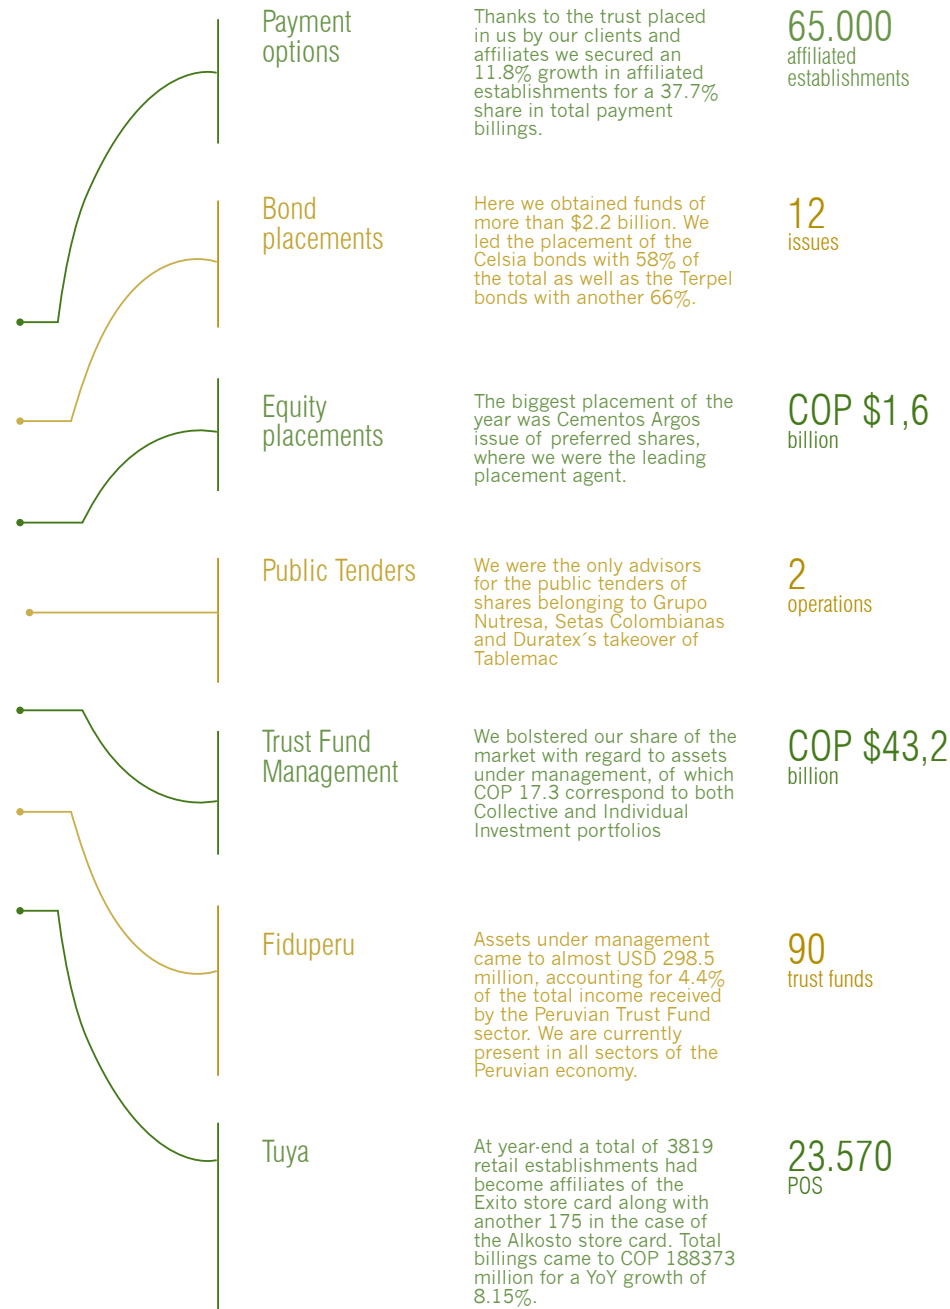 Payment
options
Thanks to the trust placed
in us by our clients and
affiliates we secured an
11.8% growth in affiliated
establishments for a 37.7%
share in total payment
billings.
65.000
affiliated
establishments
Bond
placements
Here we obtained funds of
more than $2.2 billion. We
led the placement of the
Celsia bonds with 58% of
the total as well as the Terpel
bonds with another 66%.
12
issues
Equity
placements
The biggest placement of the
year was Cementos Argos
issue of preferred shares,
where we were the leading
placement agent.
COP $1,6
billion
Public Tenders
We were the only advisors
for the public tenders of
shares belonging to Grupo
Nutresa, Setas Colombianas
and Duratex´s takeover of
Tablemac
2
operations
Trust Fund
Management
We bolstered our share of the
market with regard to assets
under management, of which
COP 17.3 correspond to both
Collective and Individual
Investment portfolios
COP $43,2
billion
Fiduperu
Assets under management
came to almost USD 298.5
million, accounting for 4.4%
of the total income received
by the Peruvian Trust Fund
sector. We are currently
present in all sectors of the
Peruvian economy.
90
trust funds
Tuya
At year-end a total of 3819
retail establishments had
become affiliates of the
Exito store card along with
another 175 in the case of
the Alkosto store card. Total
billings came to COP 188373
million for a YoY growth of
8.15%.
23.570
POS